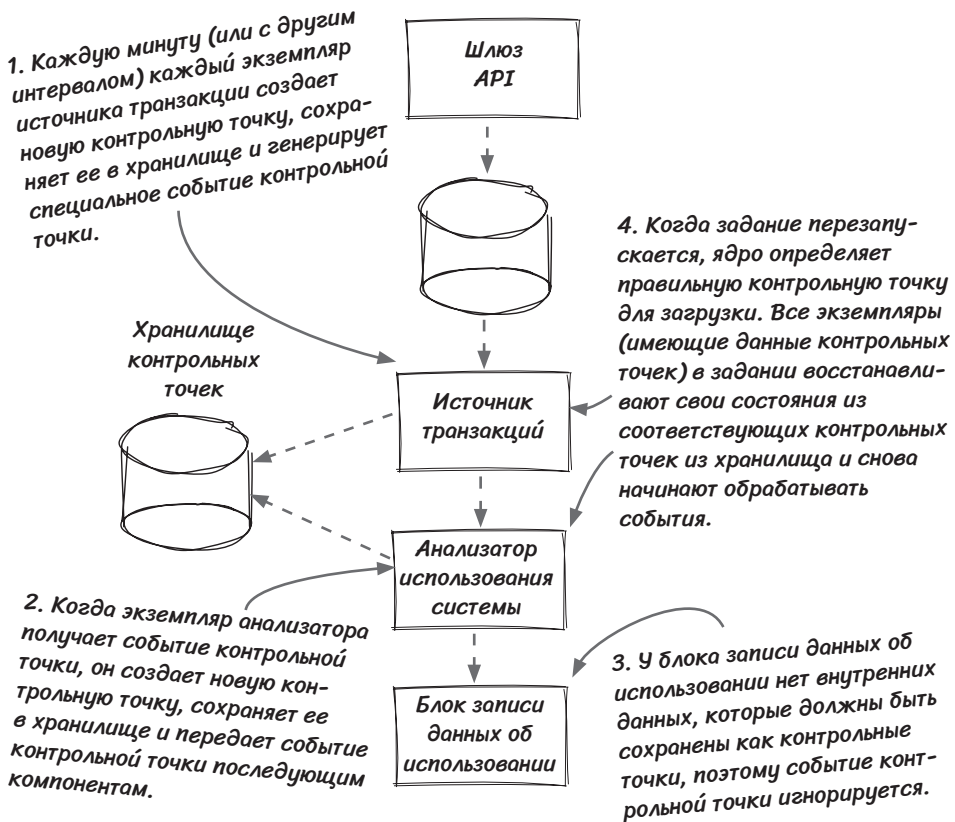 1. Каждую минуту (или с другим
интервалом) каждый экземпляр
источника транзакции создает
новую контрольную точку, сохра-
няет ее в хранилище и генерирует
специальное событие контрольной
точки.
Шлюз
API
4. Когда задание перезапу-
скается, ядро определяет
правильную контрольную точку
для загрузки. Все экземпляры
(имеющие данные контрольных
точек) в задании восстанавли-
вают свои состояния из
соответствующих контрольных
точек из хранилища и снова
начинают обрабатывать
события.
Хранилище
контрольных
точек
Источник
транзакций
Анализатор
использования
системы
2. Когда экземпляр анализатора
получает событие контрольной
точки, он создает новую кон-
трольную точку, сохраняет ее
в хранилище и передает событие
контрольной точки последующим
компонентам.
Блок записи
данных об
использовании
3. У блока записи данных об
использовании нет внутренних
данных, которые должны быть
сохранены как контрольные
точки, поэтому событие конт-
рольной точки игнорируется.